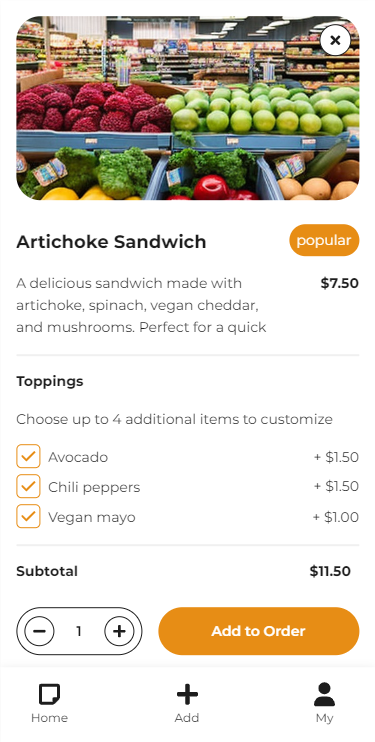 Artichoke Sandwich
popular
A delicious sandwich made with
$7.50
artichoke, spinach, vegan cheddar,
and mushrooms. Perfect for a quick
Toppings
Choose up to 4 additional items to customize
Avocado
+ $1.50
Chili peppers
+ $1.50
Vegan mayo
+ $1.00
Subtotal
$11.50
1
Add to Order
Home
Add
My